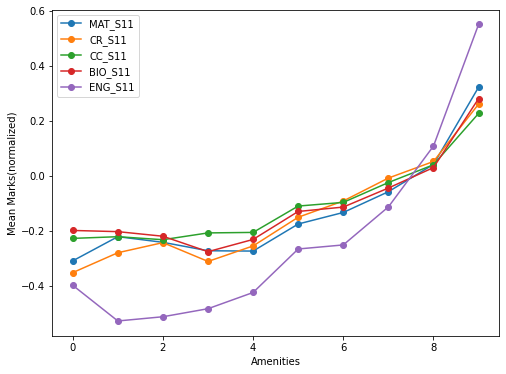 MAT_S11
CR_S11
CC_S11
BIO_S11
ENG_S11
0.6
0.4
0.2
0.0
−0.2
−0.4
Mean Marks(normalized)
0 2 4 6 8
Amenities